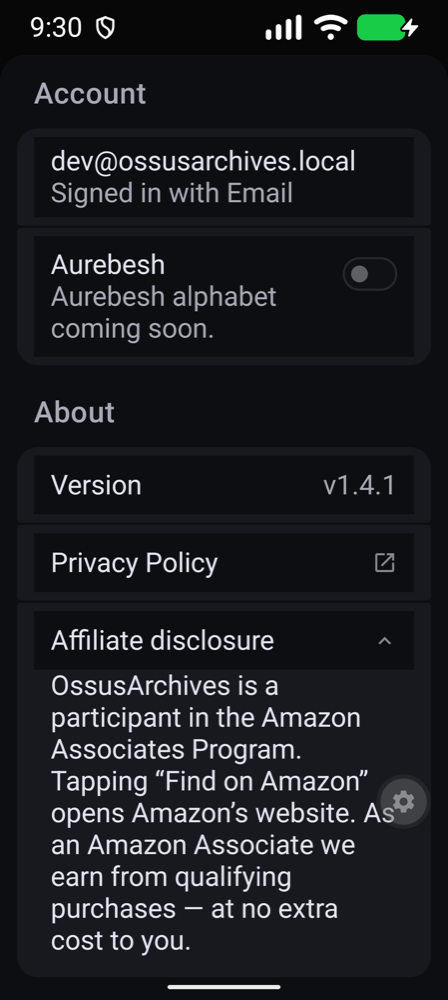 9:30
Account
dev@ossusarchives.local
Signed in with Email
Aurebesh
Aurebesh alphabet
coming soon.
About
Version v1.4.1
Privacy Policy
Affiliate disclosure
OssusArchives is a
participant in the Amazon
Associates Program.
Tapping “Find on Amazon”
opens Amazon’s website. As
an Amazon Associate we
earn from qualifying
purchases — at no extra
cost to you.